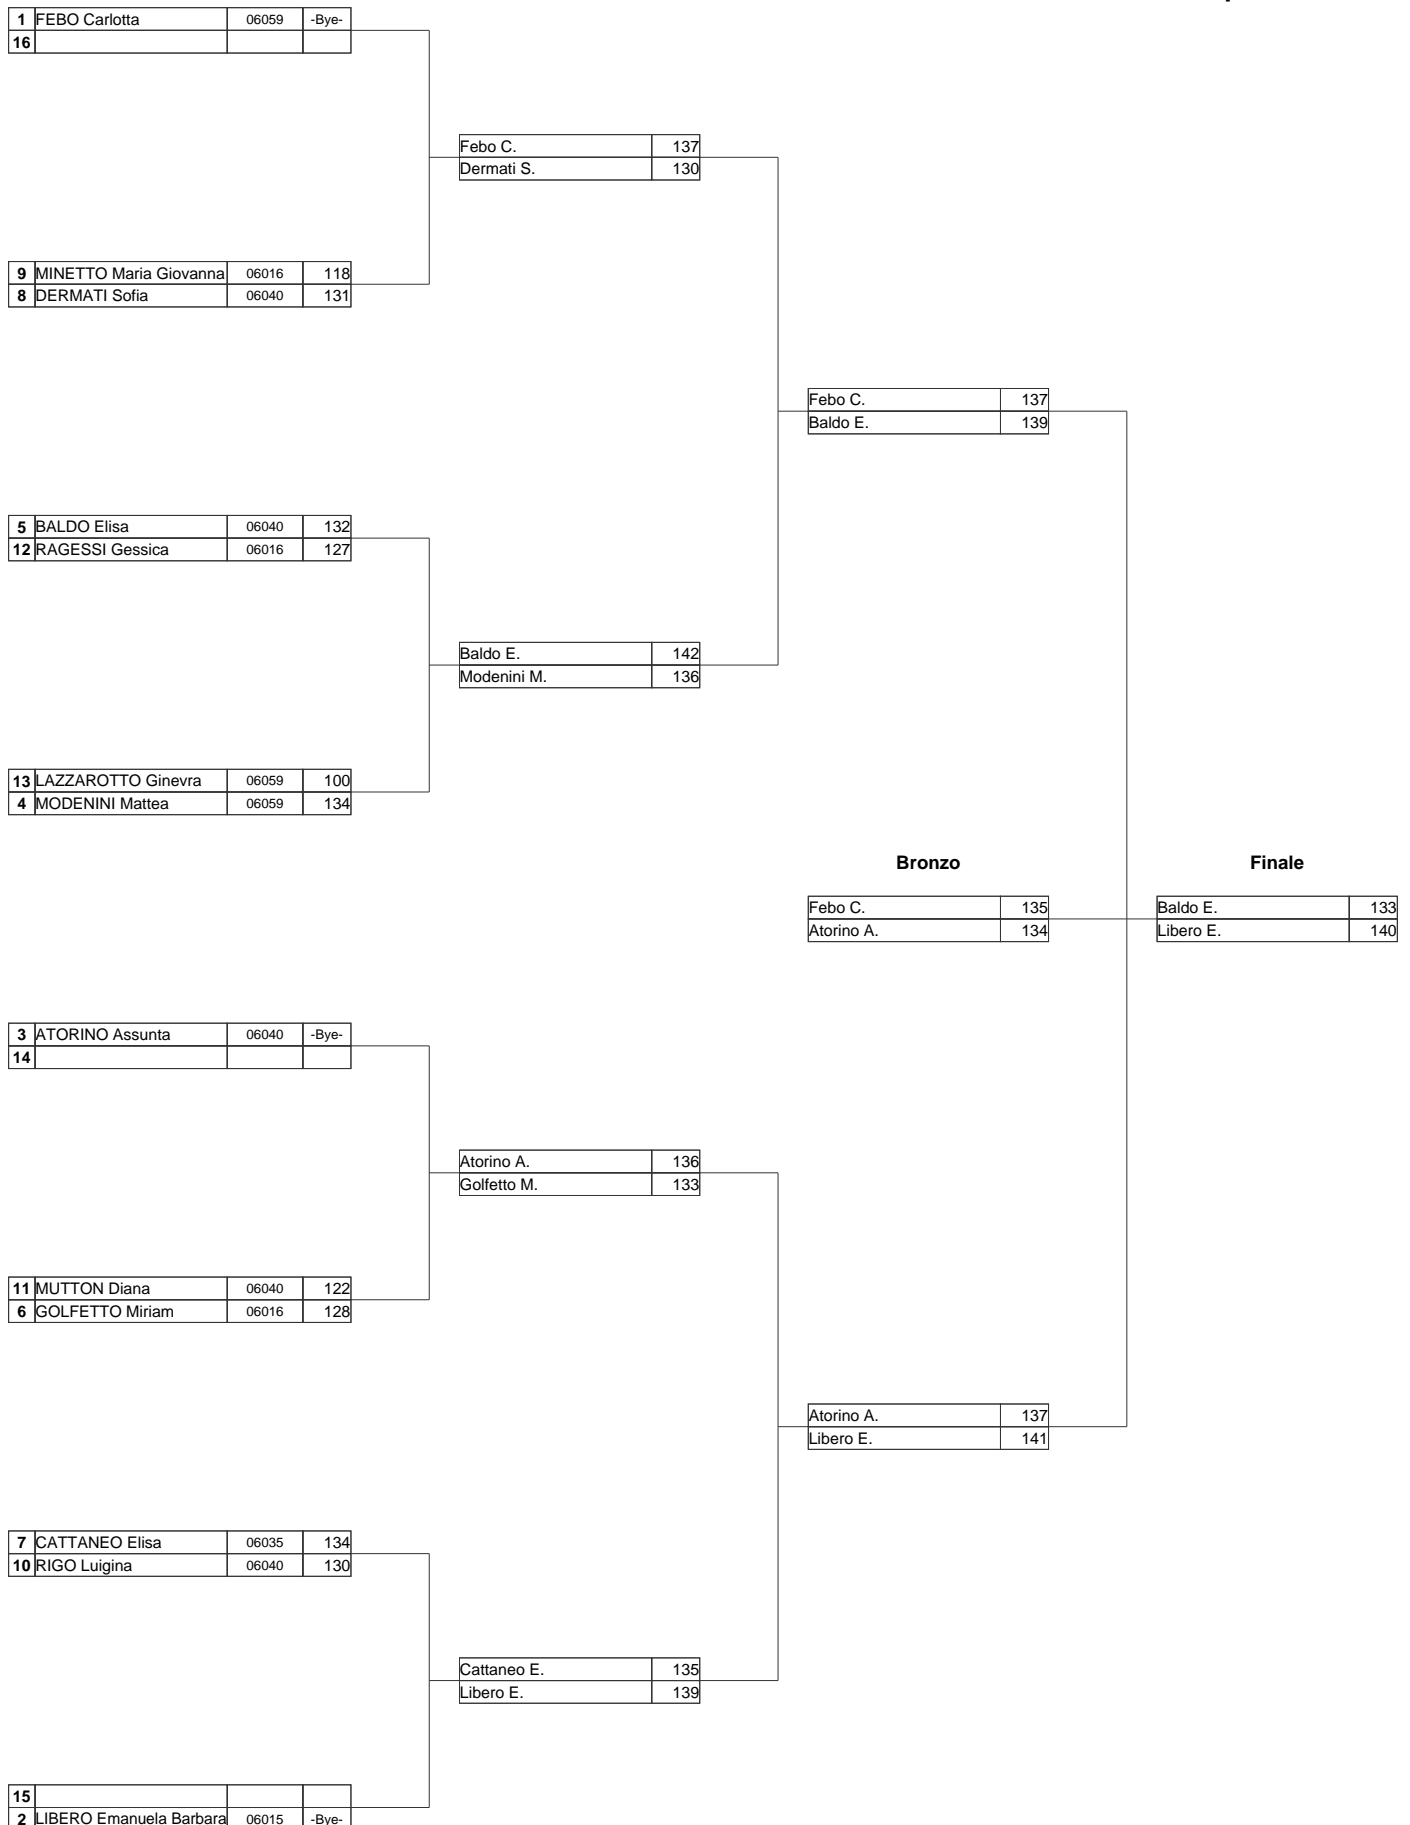 1 FEBO Carlotta 06059 -Bye-
16
Febo C. 137
Dermati S. 130
9 MINETTO Maria Giovanna 06016 118
8 DERMATI Sofia 06040 131
Febo C. 137
Baldo E. 139
5 BALDO Elisa 06040 132
12 RAGESSI Gessica 06016 127
Baldo E. 142
Modenini M. 136
13 LAZZAROTTO Ginevra 06059 100
4 MODENINI Mattea 06059 134
Bronzo Finale
Febo C. 135 Baldo E. 133
Atorino A. 134 Libero E. 140
3 ATORINO Assunta 06040 -Bye-
14
Atorino A. 136
Golfetto M. 133
11 MUTTON Diana 06040 122
6 GOLFETTO Miriam 06016 128
Atorino A. 137
Libero E. 141
7 CATTANEO Elisa 06035 134
10 RIGO Luigina 06040 130
Cattaneo E. 135
Libero E. 139
15
2 LIBERO Emanuela Barbara 06015 -Bye-